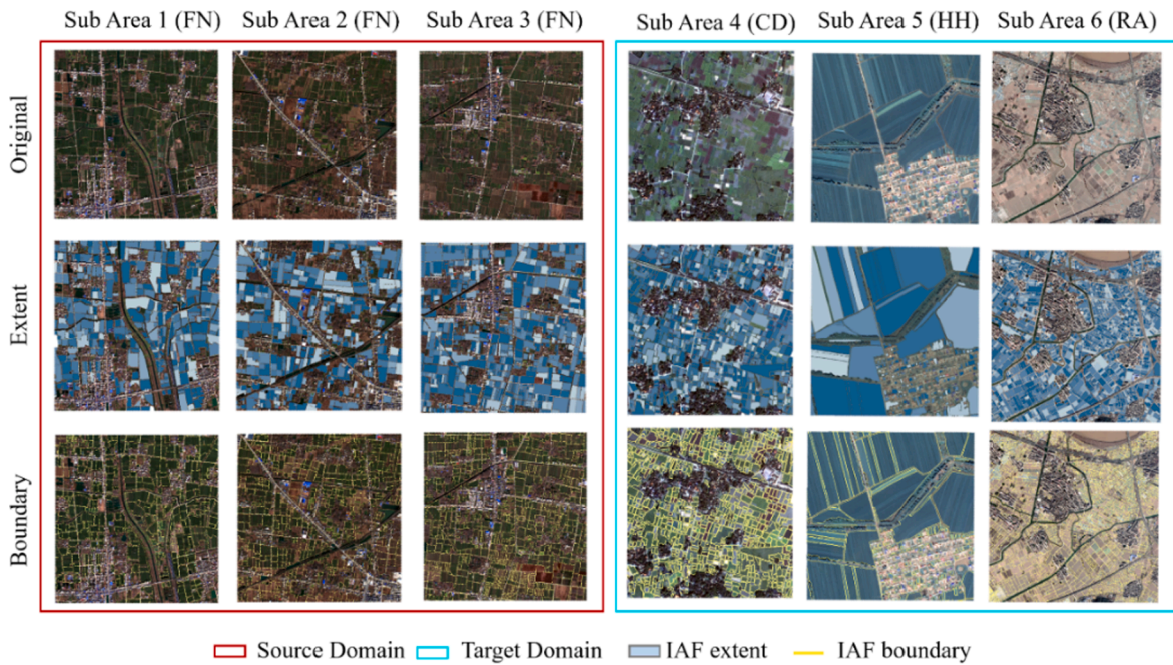 Sub Area 1 (FN) Sub Area 2 (FN) Sub Area 3 (FN) Sub Area 4 (CD) Sub Area 5 (HH) Sub Area 6 (RA)
Original
Extent
Boundary
Source Domain Target Domain IAF extent IAF boundary